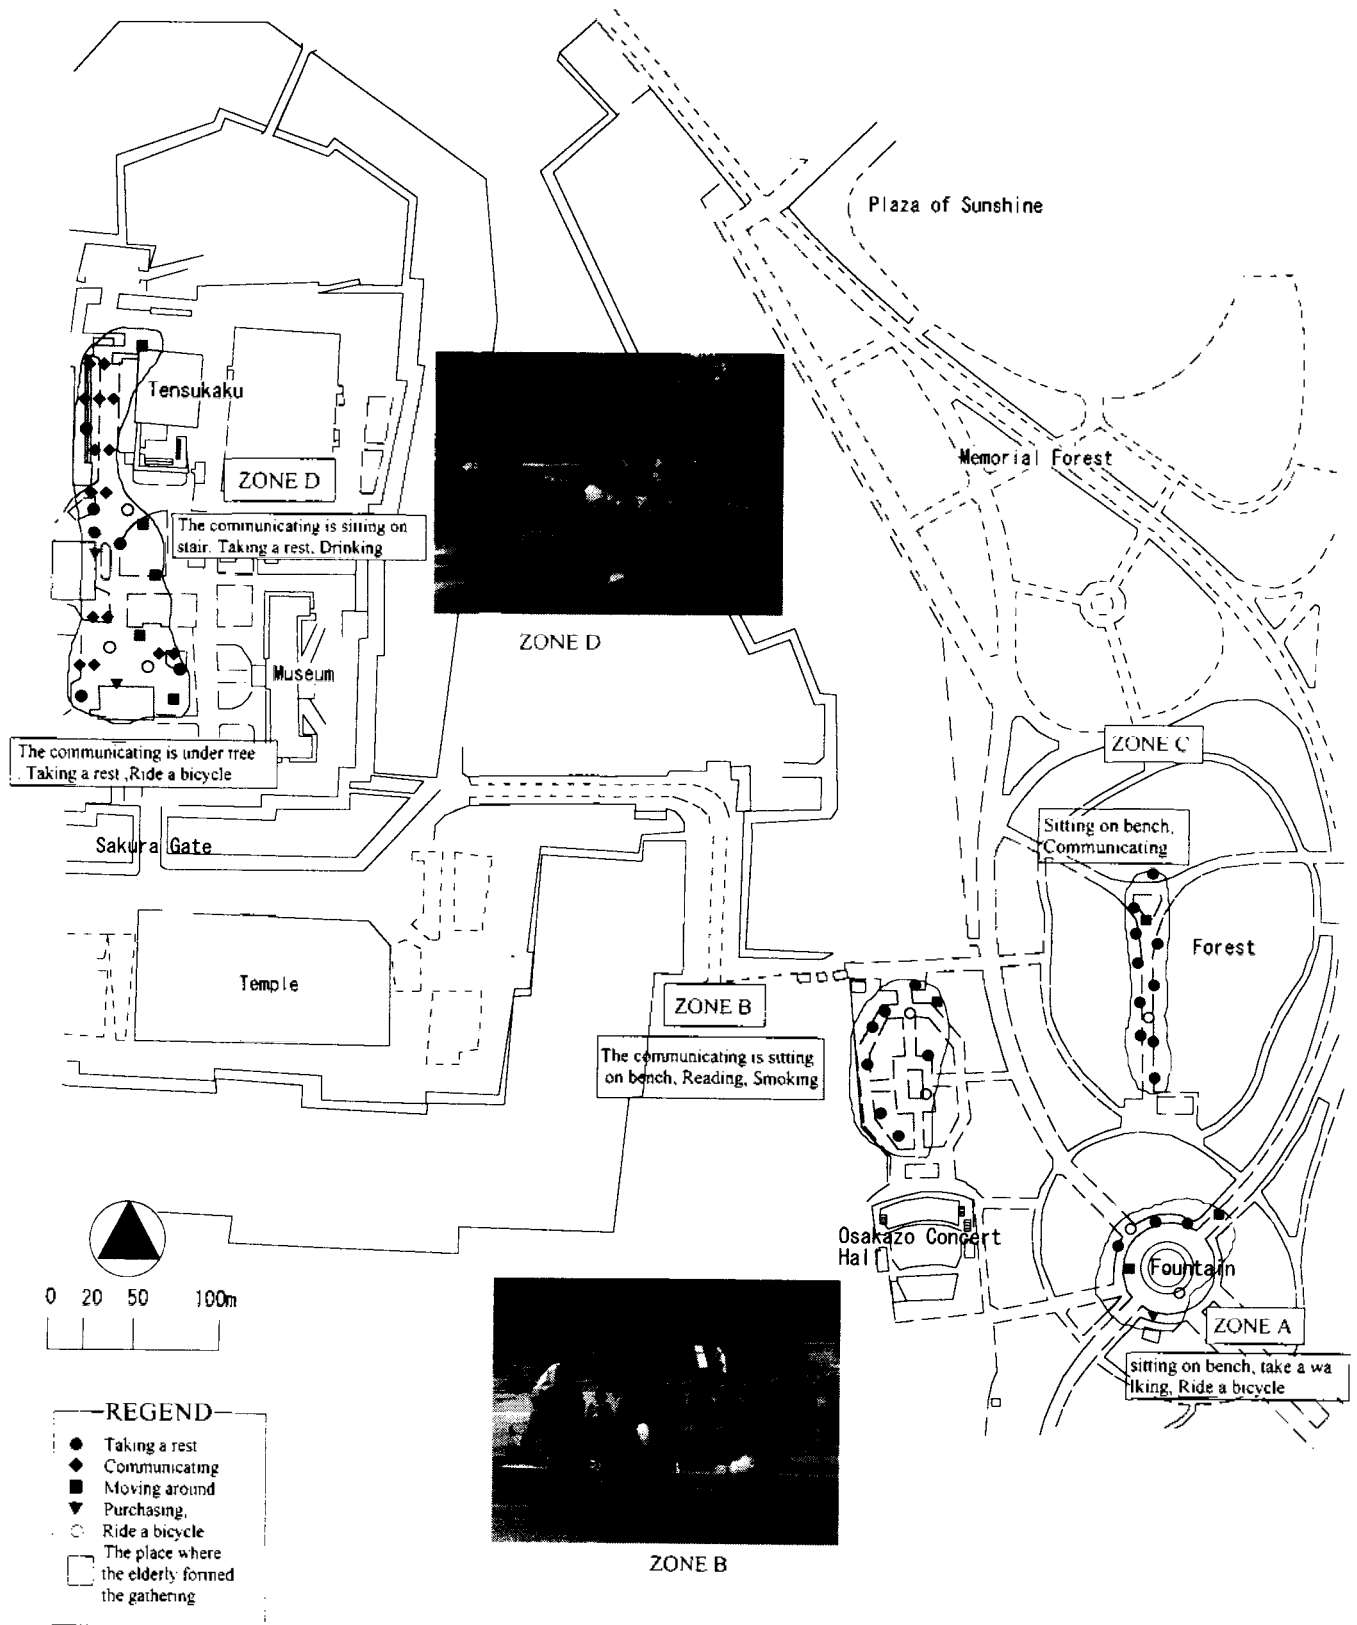 Plaza of Sunshine
Tensukaku
Memorial Forest
ZONE D
The communicating is sitting on
stair. Taking a rest. Drinking
ZONE D
Museum
The communicating is under tree
. Taking a rest ,Ride a bicycle
ZONE C
Sitting on bench,
Communicating
Sakura Gate
Forest
Temple
ZONE B
The communicating is sitting
on bench, Reading, Smoking
Osakazo Concert
Hall
Fountain
ZONE A
sitting on bench, take a wa
lking, Ride a bicycle
0 20 50 100m
REGEND
Taking a rest
Communicating
Moving around
Purchasing,
Ride a bicycle
The place where
the elderly formed
the gathering
ZONE B